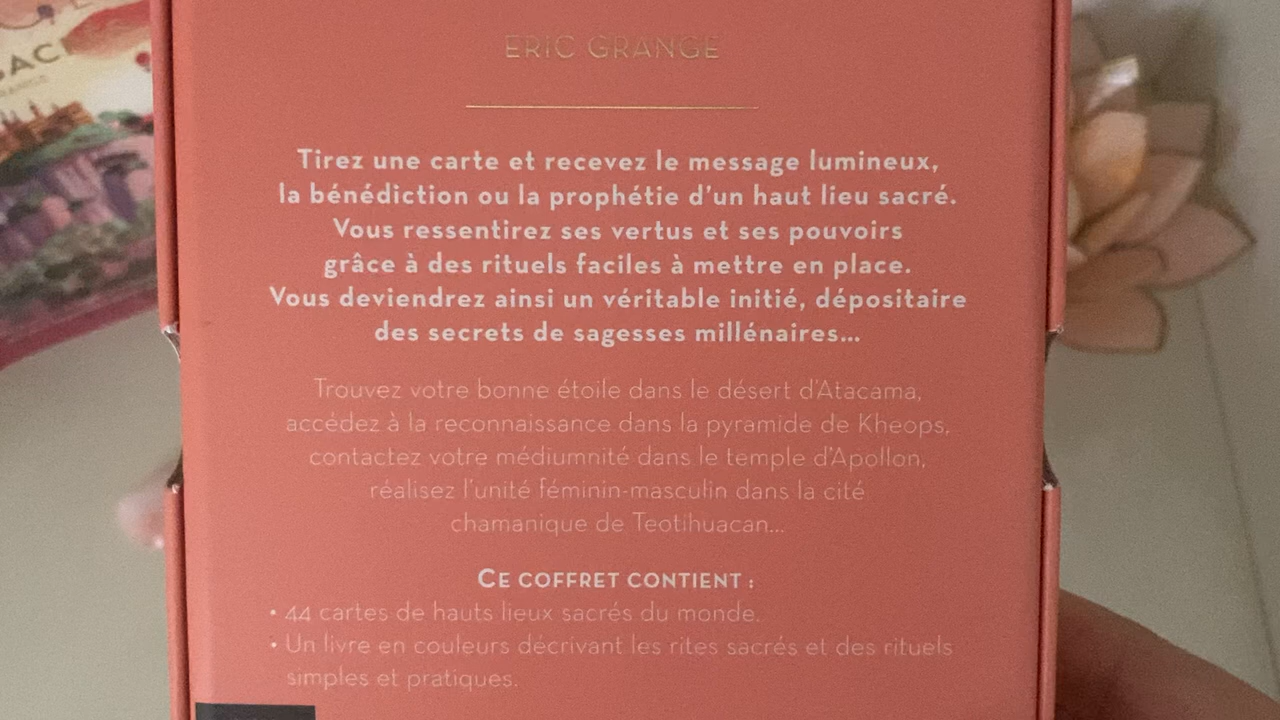 ERIC GRANGE
Tirez une carte et recevez le message lumineux,
la bénédiction ou la prophétie d'un haut lieu sacré.
Vous ressentirez ses vertus et ses pouvoirs
grâce à des rituels faciles à mettre en place.
Vous deviendrez ainsi un véritable initié, dépositaire
des secrets de sagesses millénaires...
Trouvez votre bonne étoile dans le désert d'Atacama,
accédez à la reconnaissance dans la pyramide de Kheops,
contactez votre médiumnité dans le temple d'Apollon,
réalisez l'unité féminin-masculin dans la cité
chamanique de Teotihuacan...
CE COFFRET CONTIENT :
• 44 cartes de hauts lieux sacrés du monde.
• Un livre en couleurs décrivant les rites sacrés et des rituels
simples et pratiques.